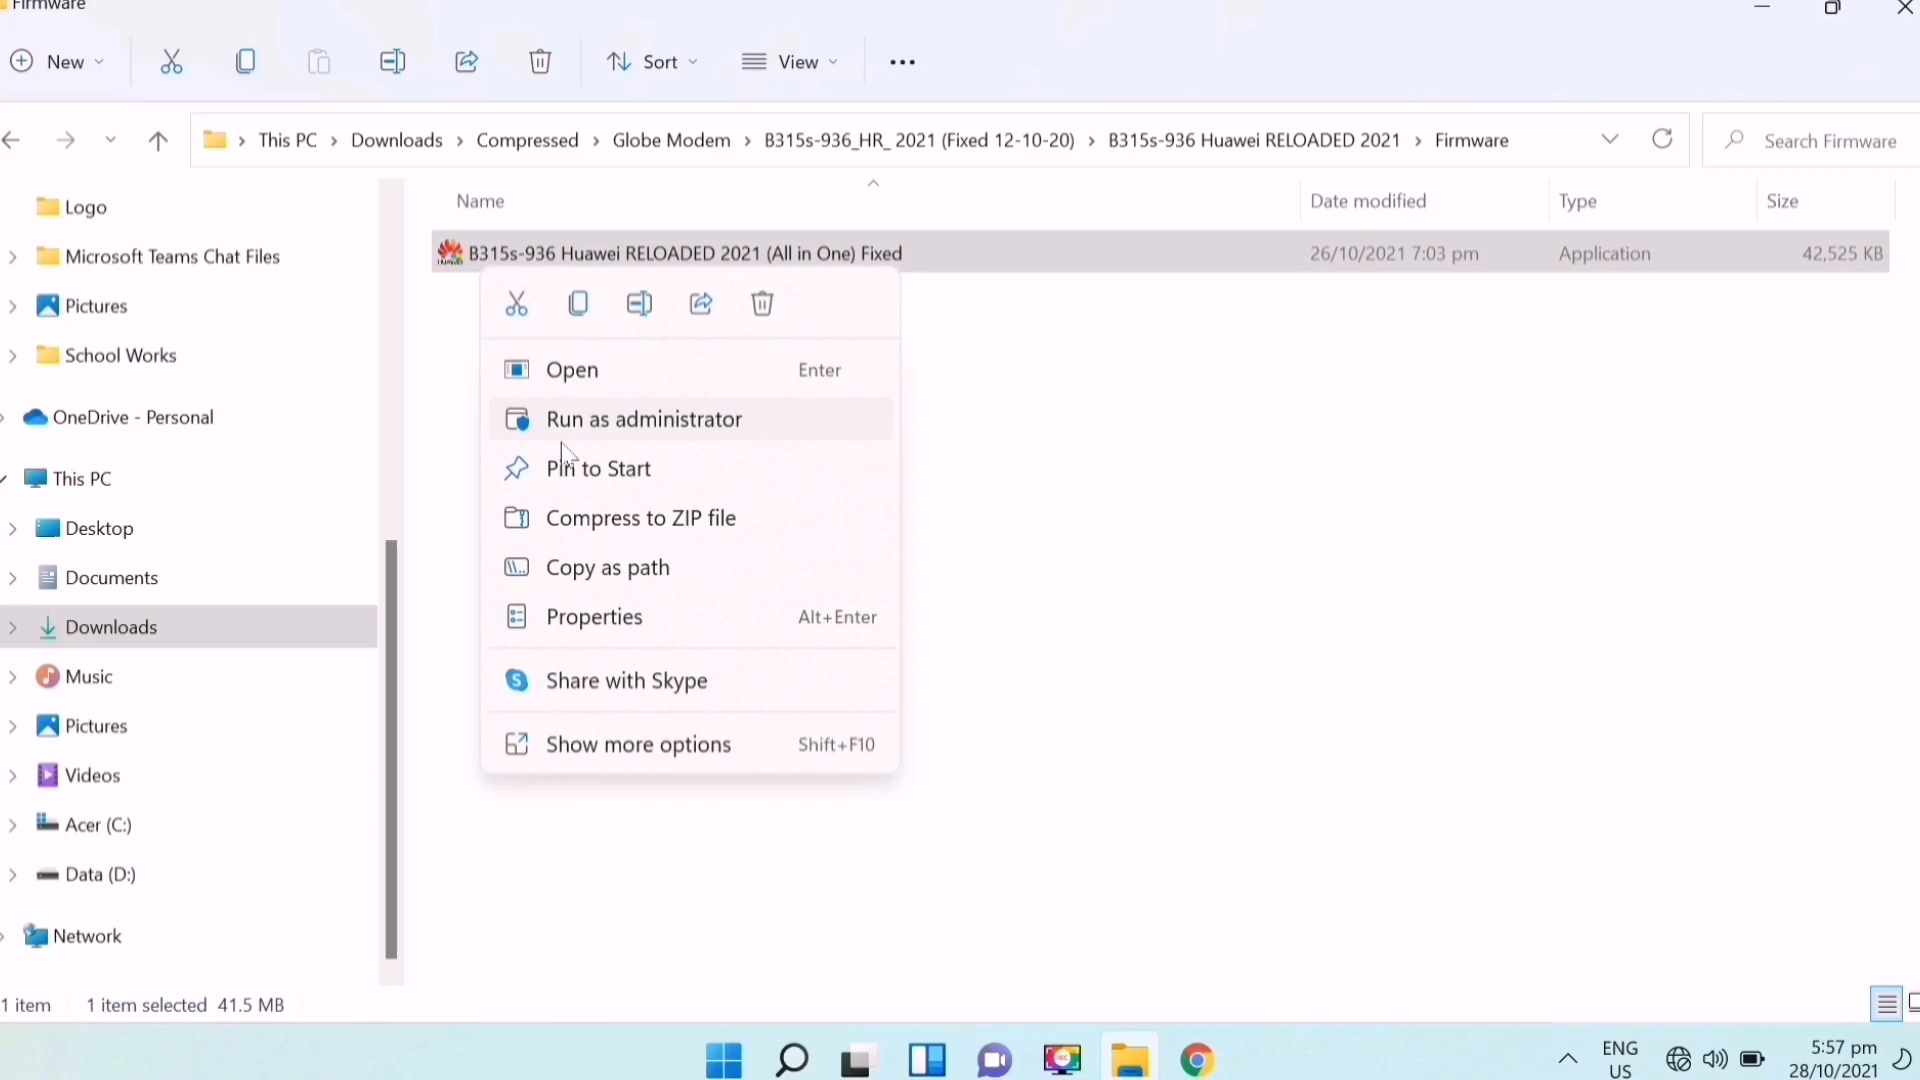 Firmware
New
Sort
View
This PC > Downloads > Compressed > Globe Modem > B315s-936_HR_ 2021 (Fixed 12-10-20) > B315s-936 Huawei RELOADED 2021 > Firmware
Search Firmware
Name Date modified Type Size
B315s-936 Huawei RELOADED 2021 (All in One) Fixed 26/10/2021 7:03 pm Application 42,525 KB
Open Enter
Run as administrator
Pin to Start
Compress to ZIP file
Copy as path
Properties Alt+Enter
Share with Skype
Show more options Shift+F10
Logo
Microsoft Teams Chat Files
Pictures
School Works
OneDrive - Personal
This PC
Desktop
Documents
Downloads
Music
Pictures
Videos
Acer (C:)
Data (D:)
Network
1 item 1 item selected 41.5 MB
ENG
US
5:57 pm
28/10/2021